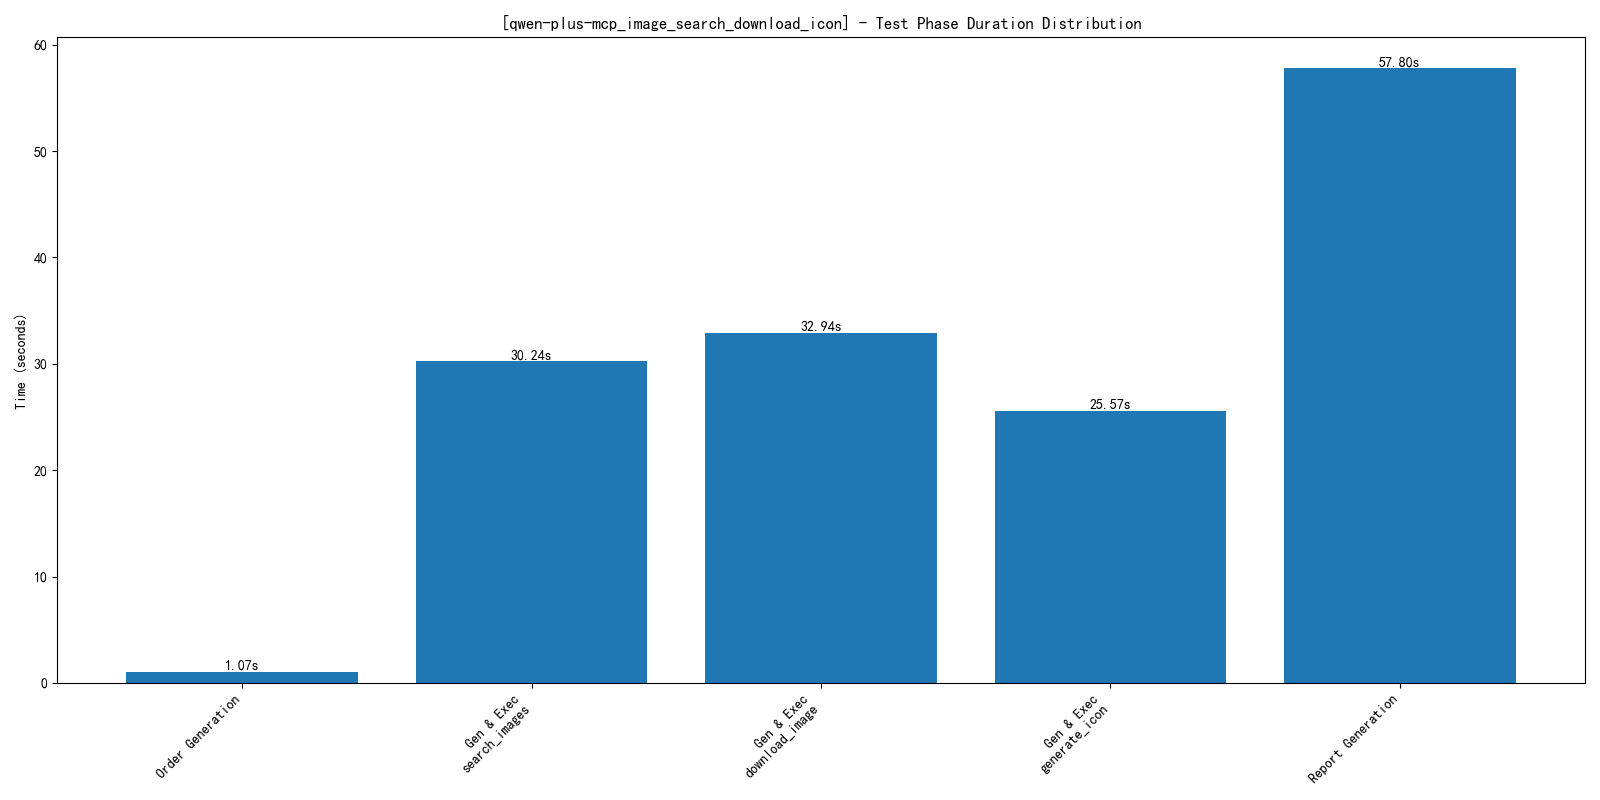 [qwen-plus-mcp_image_search_download_icon] - Test Phase Duration Distribution
60
50
40
30
20
10
0
Time (seconds)
1.07s
30.24s
32.94s
25.57s
57.80s
Order Generation
Gen & Exec
search_images
Gen & Exec
download_image
Gen & Exec
generate_icon
Report Generation